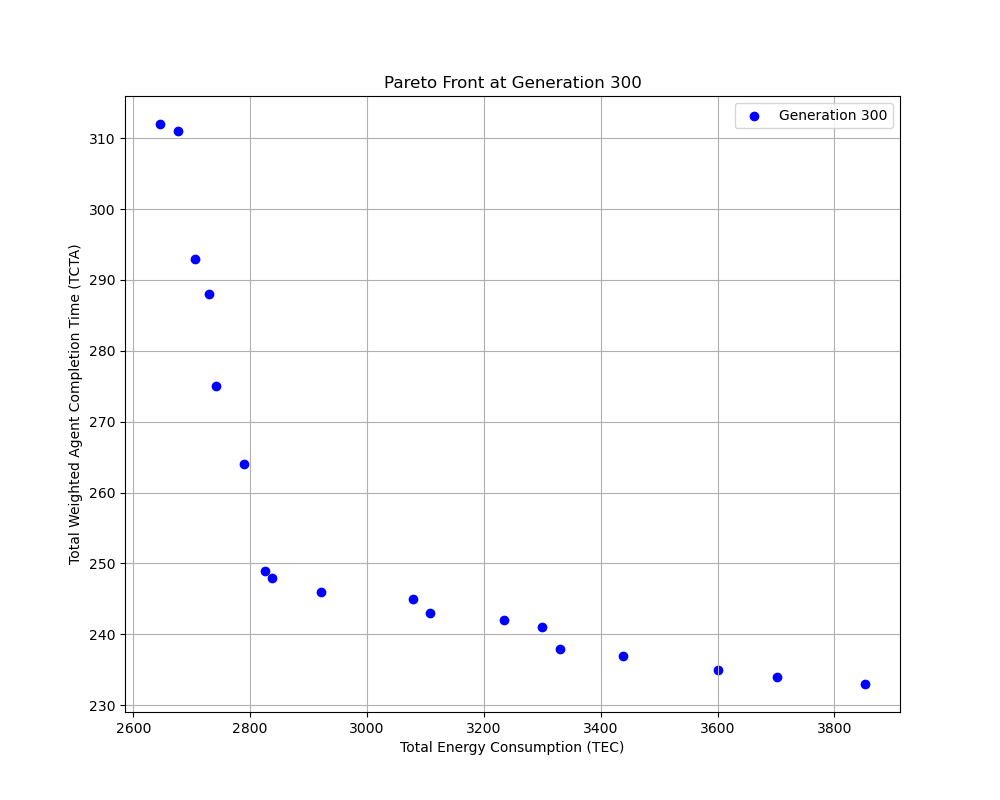 Pareto Front at Generation 300
Generation 300
Total Weighted Agent Completion Time (TCTA)
310
300
290
280
270
260
250
240
230
2600 2800 3000 3200 3400 3600 3800
Total Energy Consumption (TEC)